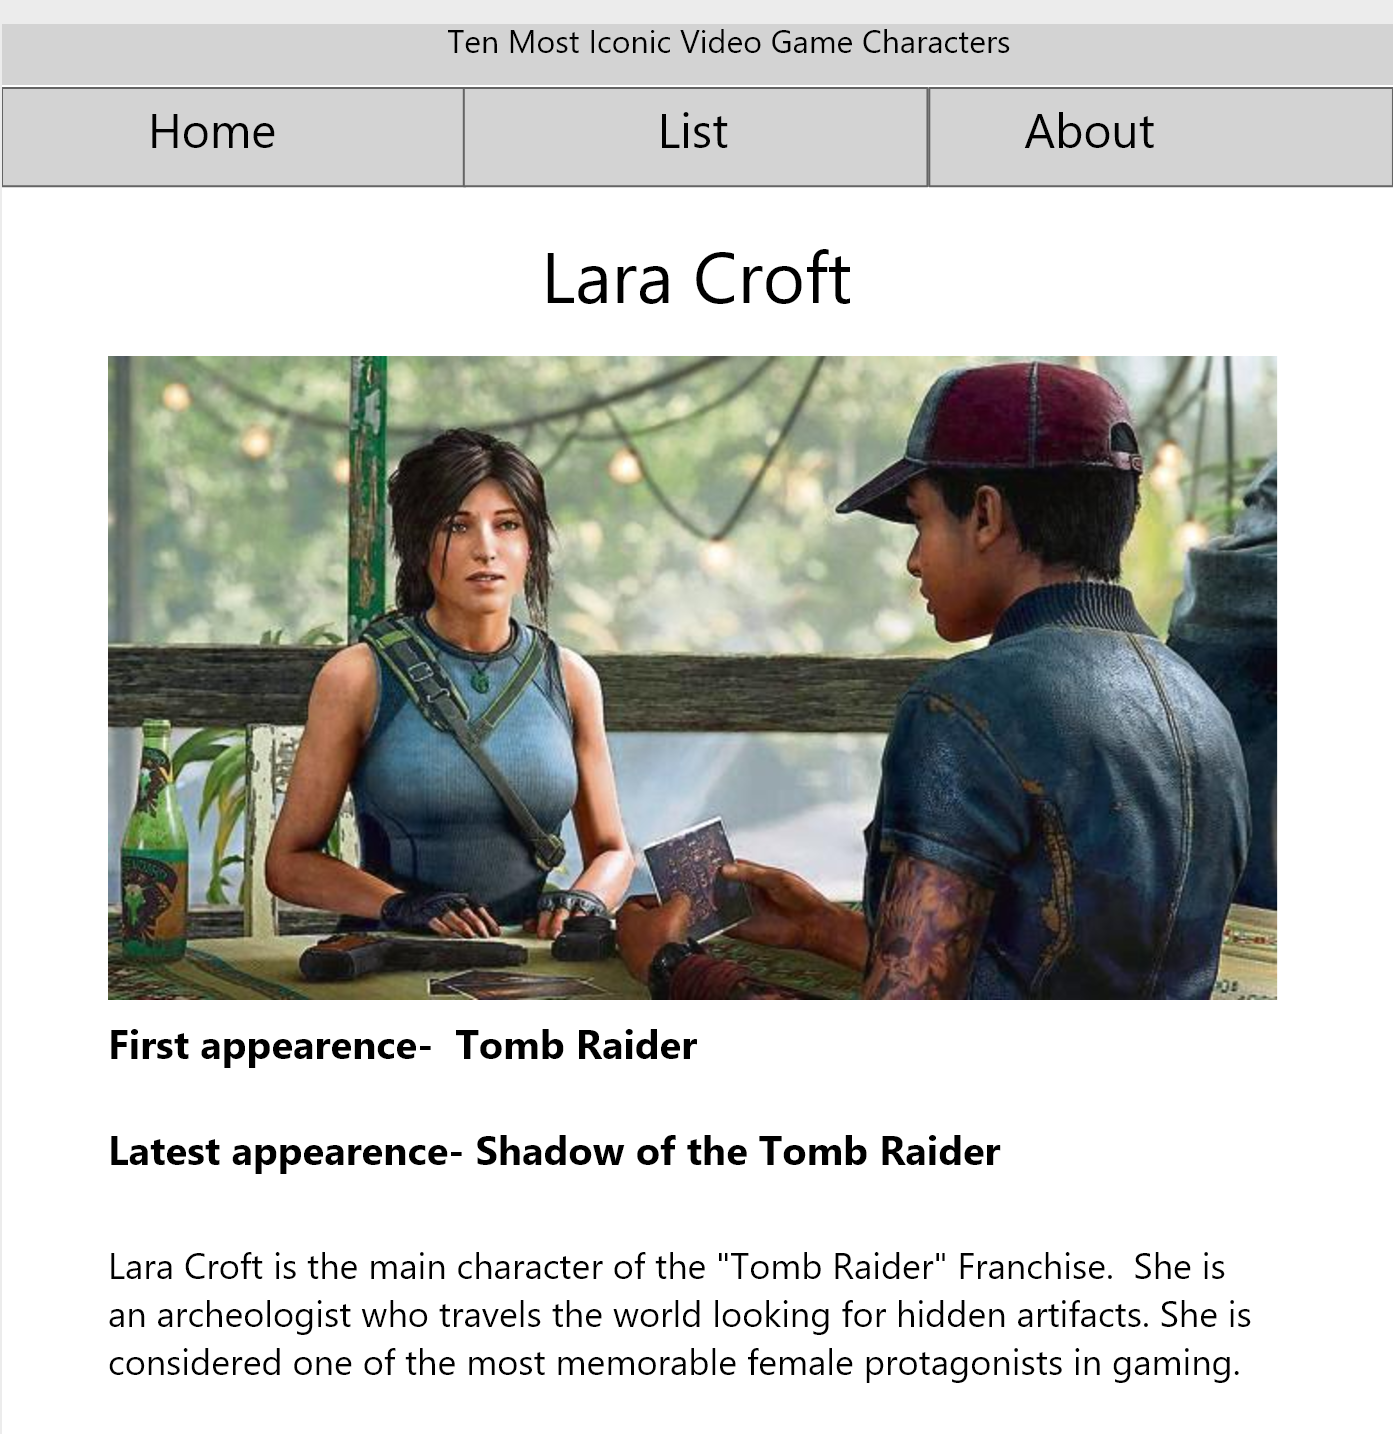 Ten Most Iconic Video Game Characters
Home
List
About
Lara Croft
First appearence-  Tomb Raider
Latest appearence- Shadow of the Tomb Raider
Lara Croft is the main character of the "Tomb Raider" Franchise.  She is
an archeologist who travels the world looking for hidden artifacts. She is
considered one of the most memorable female protagonists in gaming.